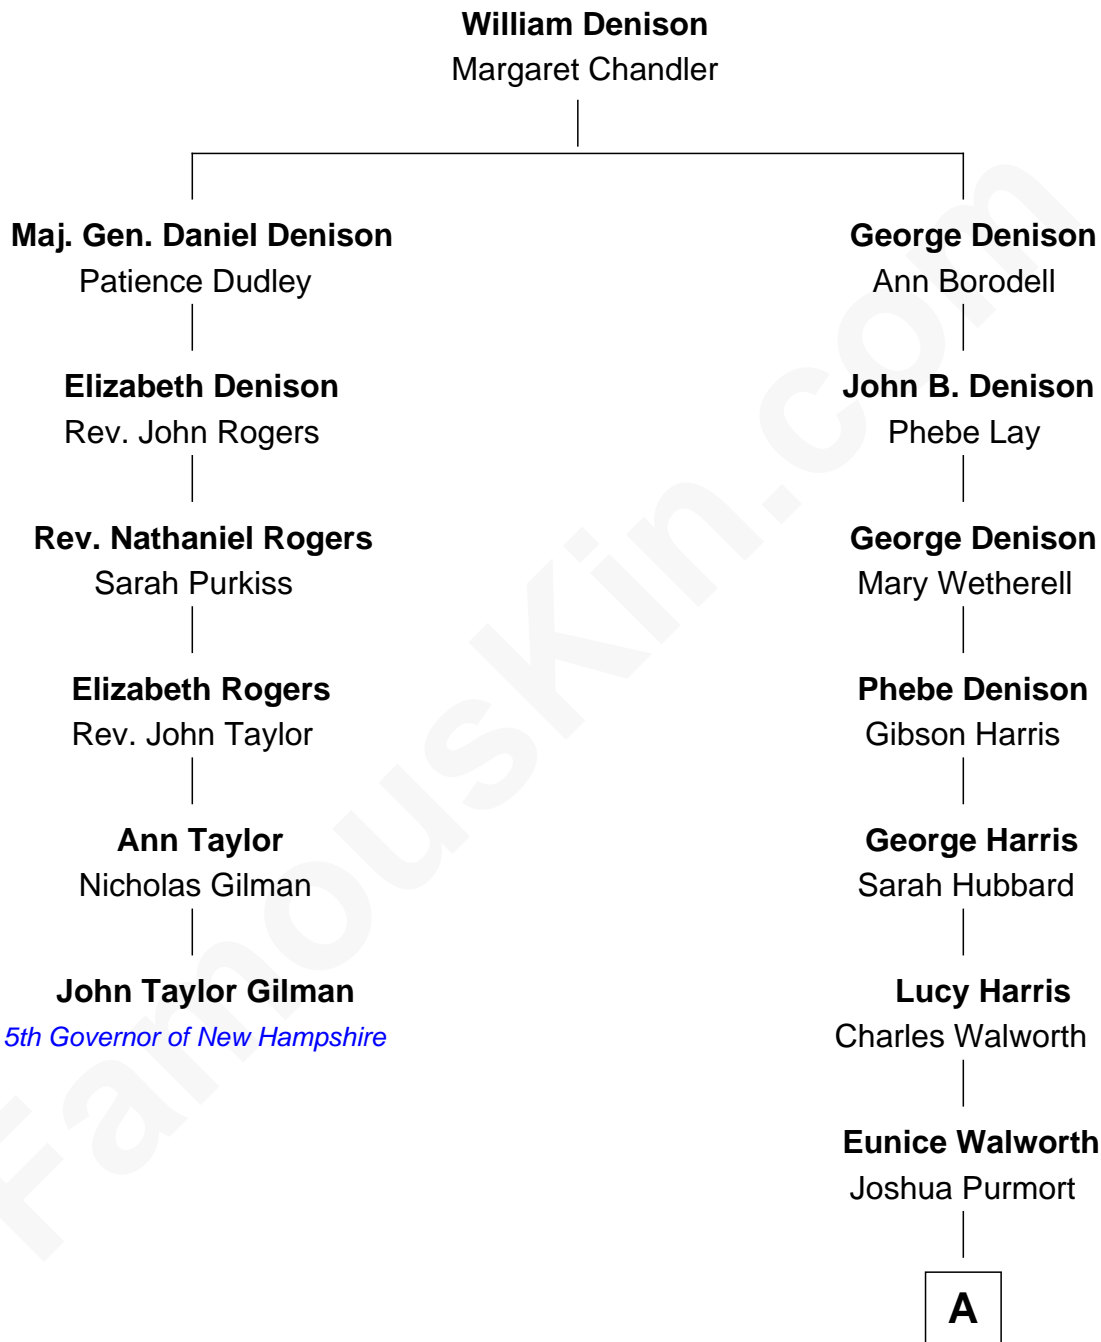 William Denison
Margaret Chandler
Maj. Gen. Daniel Denison
Patience Dudley
Elizabeth Denison
Rev. John Rogers
Rev. Nathaniel Rogers
Sarah Purkiss
Elizabeth Rogers
Rev. John Taylor
Ann Taylor
Nicholas Gilman
John Taylor Gilman
5th Governor of New Hampshire
George Denison
Ann Borodell
John B. Denison
Phebe Lay
George Denison
Mary Wetherell
Phebe Denison
Gibson Harris
George Harris
Sarah Hubbard
Lucy Harris
Charles Walworth
Eunice Walworth
Joshua Purmort
A
FamousKin.com